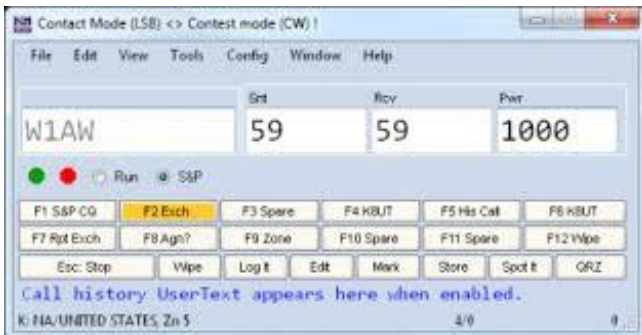 Contact Mode (LSB) <> Contest mode (CW) !
File Edit View Tools Config Window Help
Snt Rcv Pwr
W1AW 59 59 1000
Run S&P
F1 S&P CQ F2 Exch F3 Spare F4 K8UT F5 His Call F6 K8UT
F7 Rpt Exch F8 Agn? F9 Zone F10 Spare F11 Spare F12 Wipe
Esc: Stop Wipe Log It Edit Mark Store Spot It QRZ
Call history UserText appears here when enabled.
K: NA/UNITED STATES, Zn 5 4/0 0